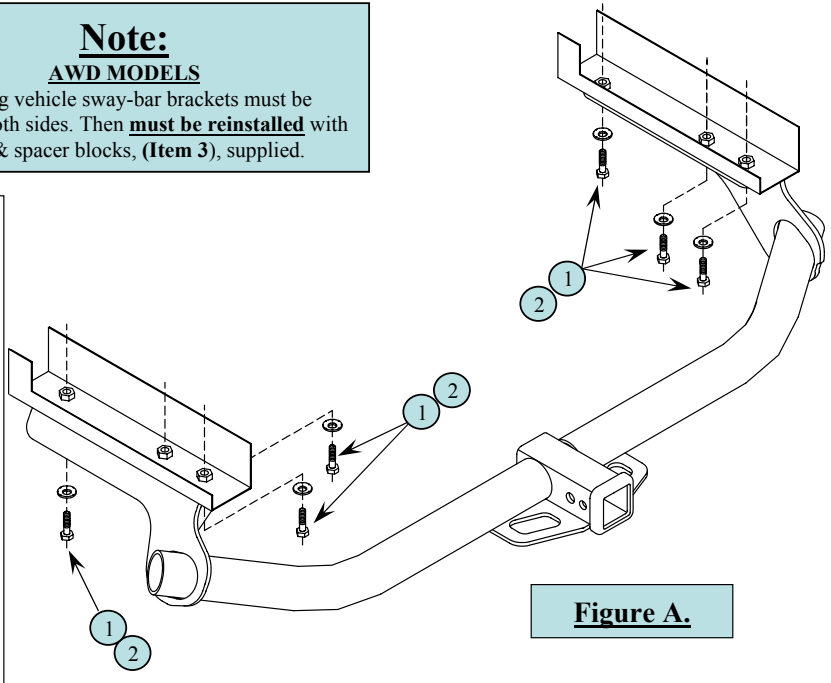 Note:
AWD MODELS
g vehicle sway-bar brackets must be
oth sides. Then must be reinstalled with
& spacer blocks, (Item 3), supplied.
1
2
2
1
1
2
Figure A.